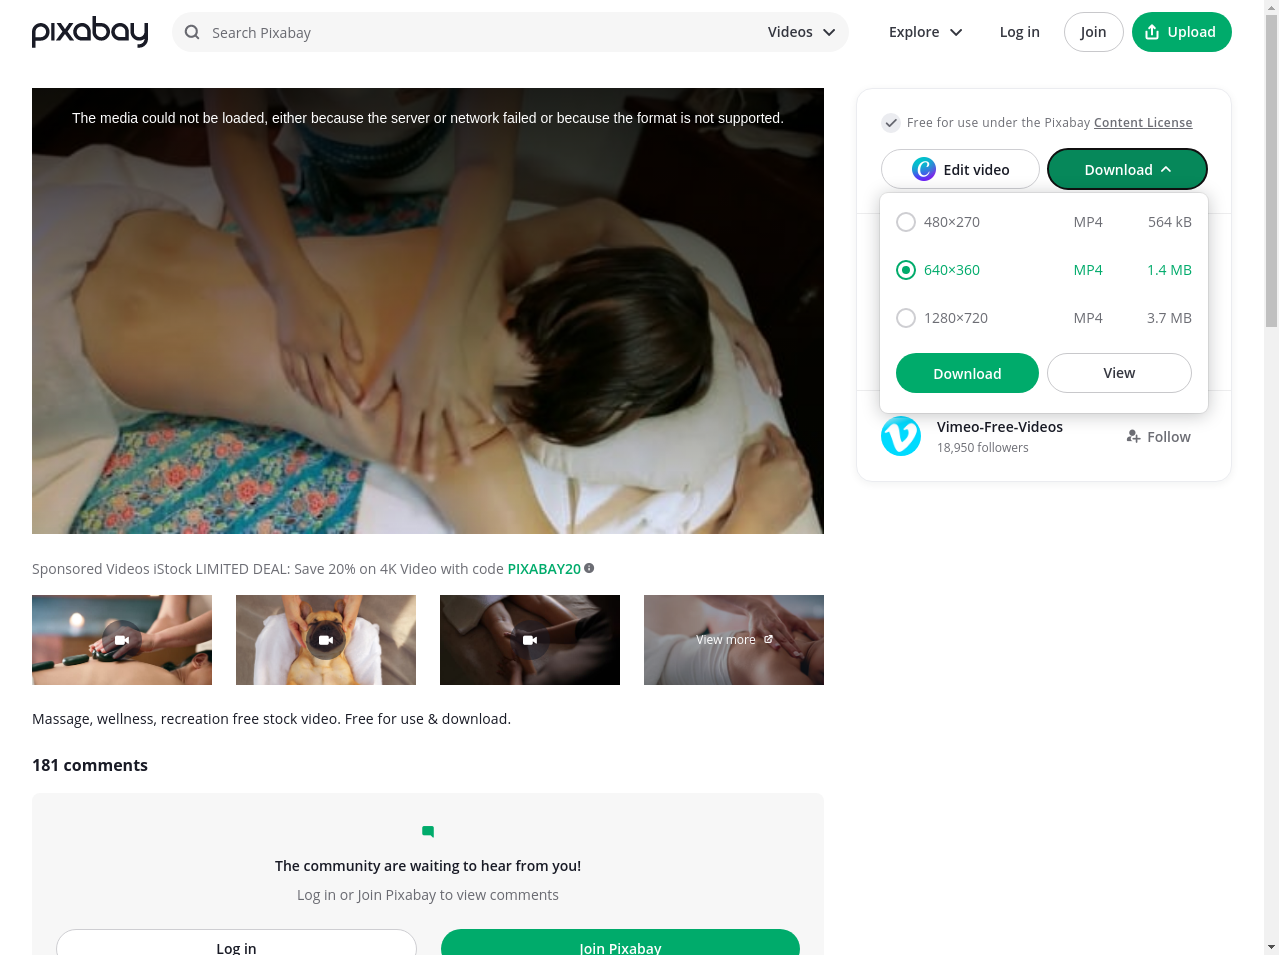 pixabay
Search Pixabay
Videos
Explore
Log in
Join
Upload
The media could not be loaded, either because the server or network failed or because the format is not supported.
Free for use under the Pixabay Content License
Edit video
Download
480×270 MP4 564 kB
640×360 MP4 1.4 MB
1280×720 MP4 3.7 MB
Download
View
Vimeo-Free-Videos
18,950 followers
Follow
Sponsored Videos iStock LIMITED DEAL: Save 20% on 4K Video with code PIXABAY20
View more
Massage, wellness, recreation free stock video. Free for use & download.
181 comments
The community are waiting to hear from you!
Log in or Join Pixabay to view comments
Log in
Join Pixabay